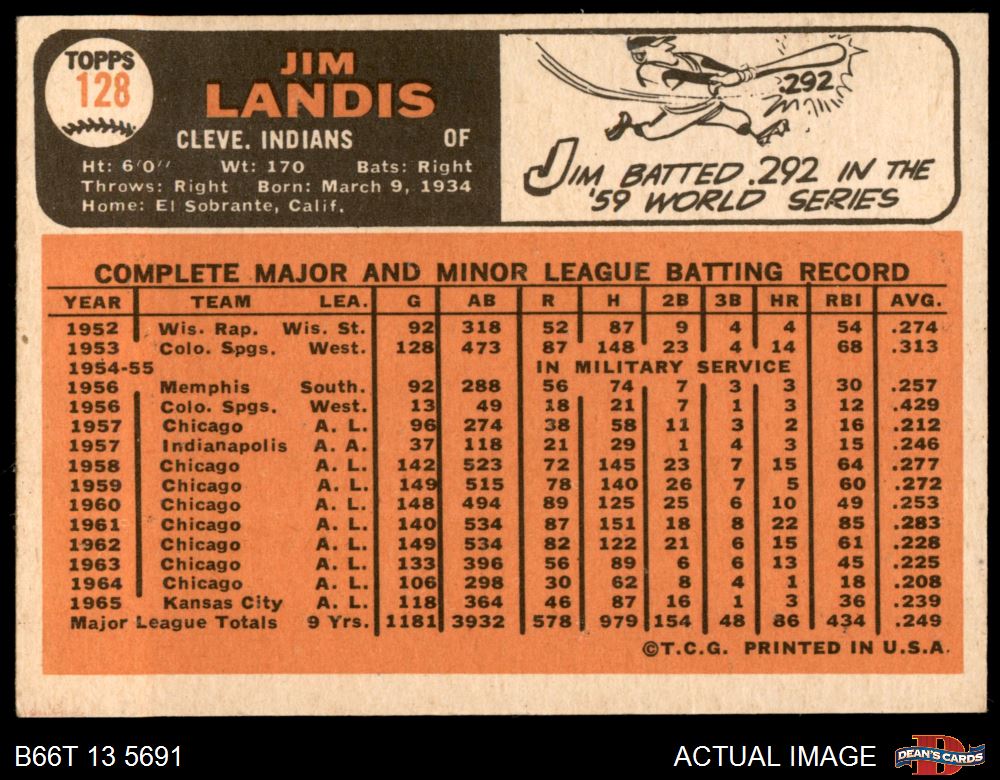 TOPPS
128
JIM
LANDIS
CLEVE. INDIANS OF
Ht: 6'0" Wt: 170 Bats: Right
Throws: Right Born: March 9, 1934
Home: El Sobrante, Calif.
.292
JIM BATTED .292 IN THE
'59 WORLD SERIES
COMPLETE MAJOR AND MINOR LEAGUE BATTING RECORD
YEAR TEAM LEA. G AB R H 2B 3B HR RBI AVG.
1952 Wis. Rap. Wis. St. 92 318 52 87 9 4 4 54 .274
1953 Colo. Spgs. West. 128 473 87 148 23 4 14 68 .313
1954-55 IN MILITARY SERVICE
1956 Memphis South. 92 288 56 74 7 3 3 30 .257
1956 Colo. Spgs. West. 13 49 18 21 7 1 3 12 .429
1957 Chicago A. L. 96 274 38 58 11 3 2 16 .212
1957 Indianapolis A. A. 37 118 21 29 1 4 3 15 .246
1958 Chicago A. L. 142 523 72 145 23 7 15 64 .277
1959 Chicago A. L. 149 515 78 140 26 7 5 60 .272
1960 Chicago A. L. 148 494 89 125 25 6 10 49 .253
1961 Chicago A. L. 140 534 87 151 18 8 22 85 .283
1962 Chicago A. L. 149 534 82 122 21 6 15 61 .228
1963 Chicago A. L. 133 396 56 89 6 6 13 45 .225
1964 Chicago A. L. 106 298 30 62 8 4 1 18 .208
1965 Kansas City A. L. 118 364 46 87 16 1 3 36 .239
Major League Totals 9 Yrs. 1181 3932 578 979 154 48 86 434 .249
©T.C.G. PRINTED IN U.S.A.
B66T 13 5691 ACTUAL IMAGE DEAN'S CARDS